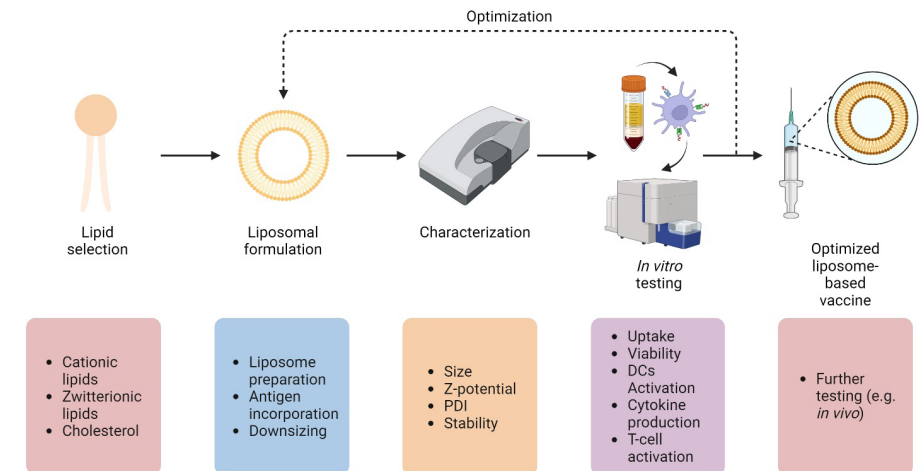 Optimization
Lipid
selection
Liposomal
formulation
Characterization
In vitro
testing
Optimized
liposome-
based
vaccine
• Cationic
lipids
• Zwitterionic
lipids
• Cholesterol
• Liposome
preparation
• Antigen
incorporation
• Downsizing
• Size
• Z-potential
• PDI
• Stability
• Uptake
• Viability
• DCs
Activation
• Cytokine
production
• T-cell
activation
• Further
testing (e.g.
in vivo)